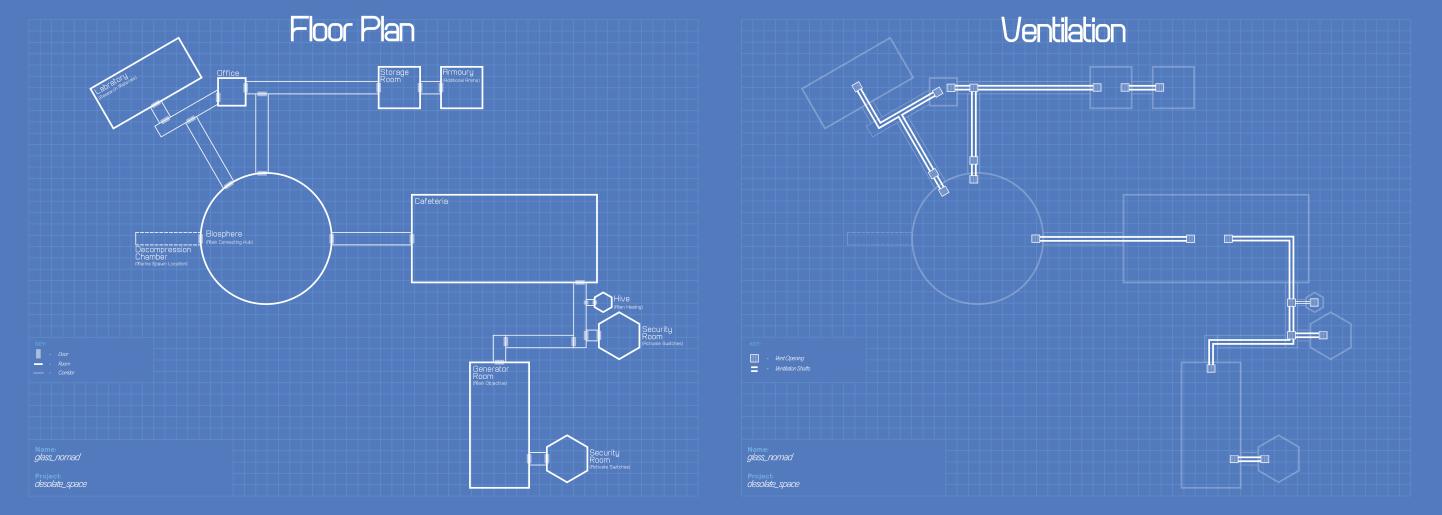 Floor Plan
Labratory
(Research Materials)
Office
Storage
Room
Armoury
(Additional Ammo)
Cafeteria
Biosphere
(Main Connecting Hub)
Decompression
Chamber
(Marine Spawn Location)
Hive
(Alien Healing)
Security
Room
(Activate Switches)
Generator
Room
(Main Objective)
Security
Room
(Activate Switches)
KEY:
- Door
- Room
- Corridor
Name:
glass_nomad
Project:
desolate_space
Ventilation
KEY:
- Vent Opening
- Ventilation Shafts
Name:
glass_nomad
Project:
desolate_space